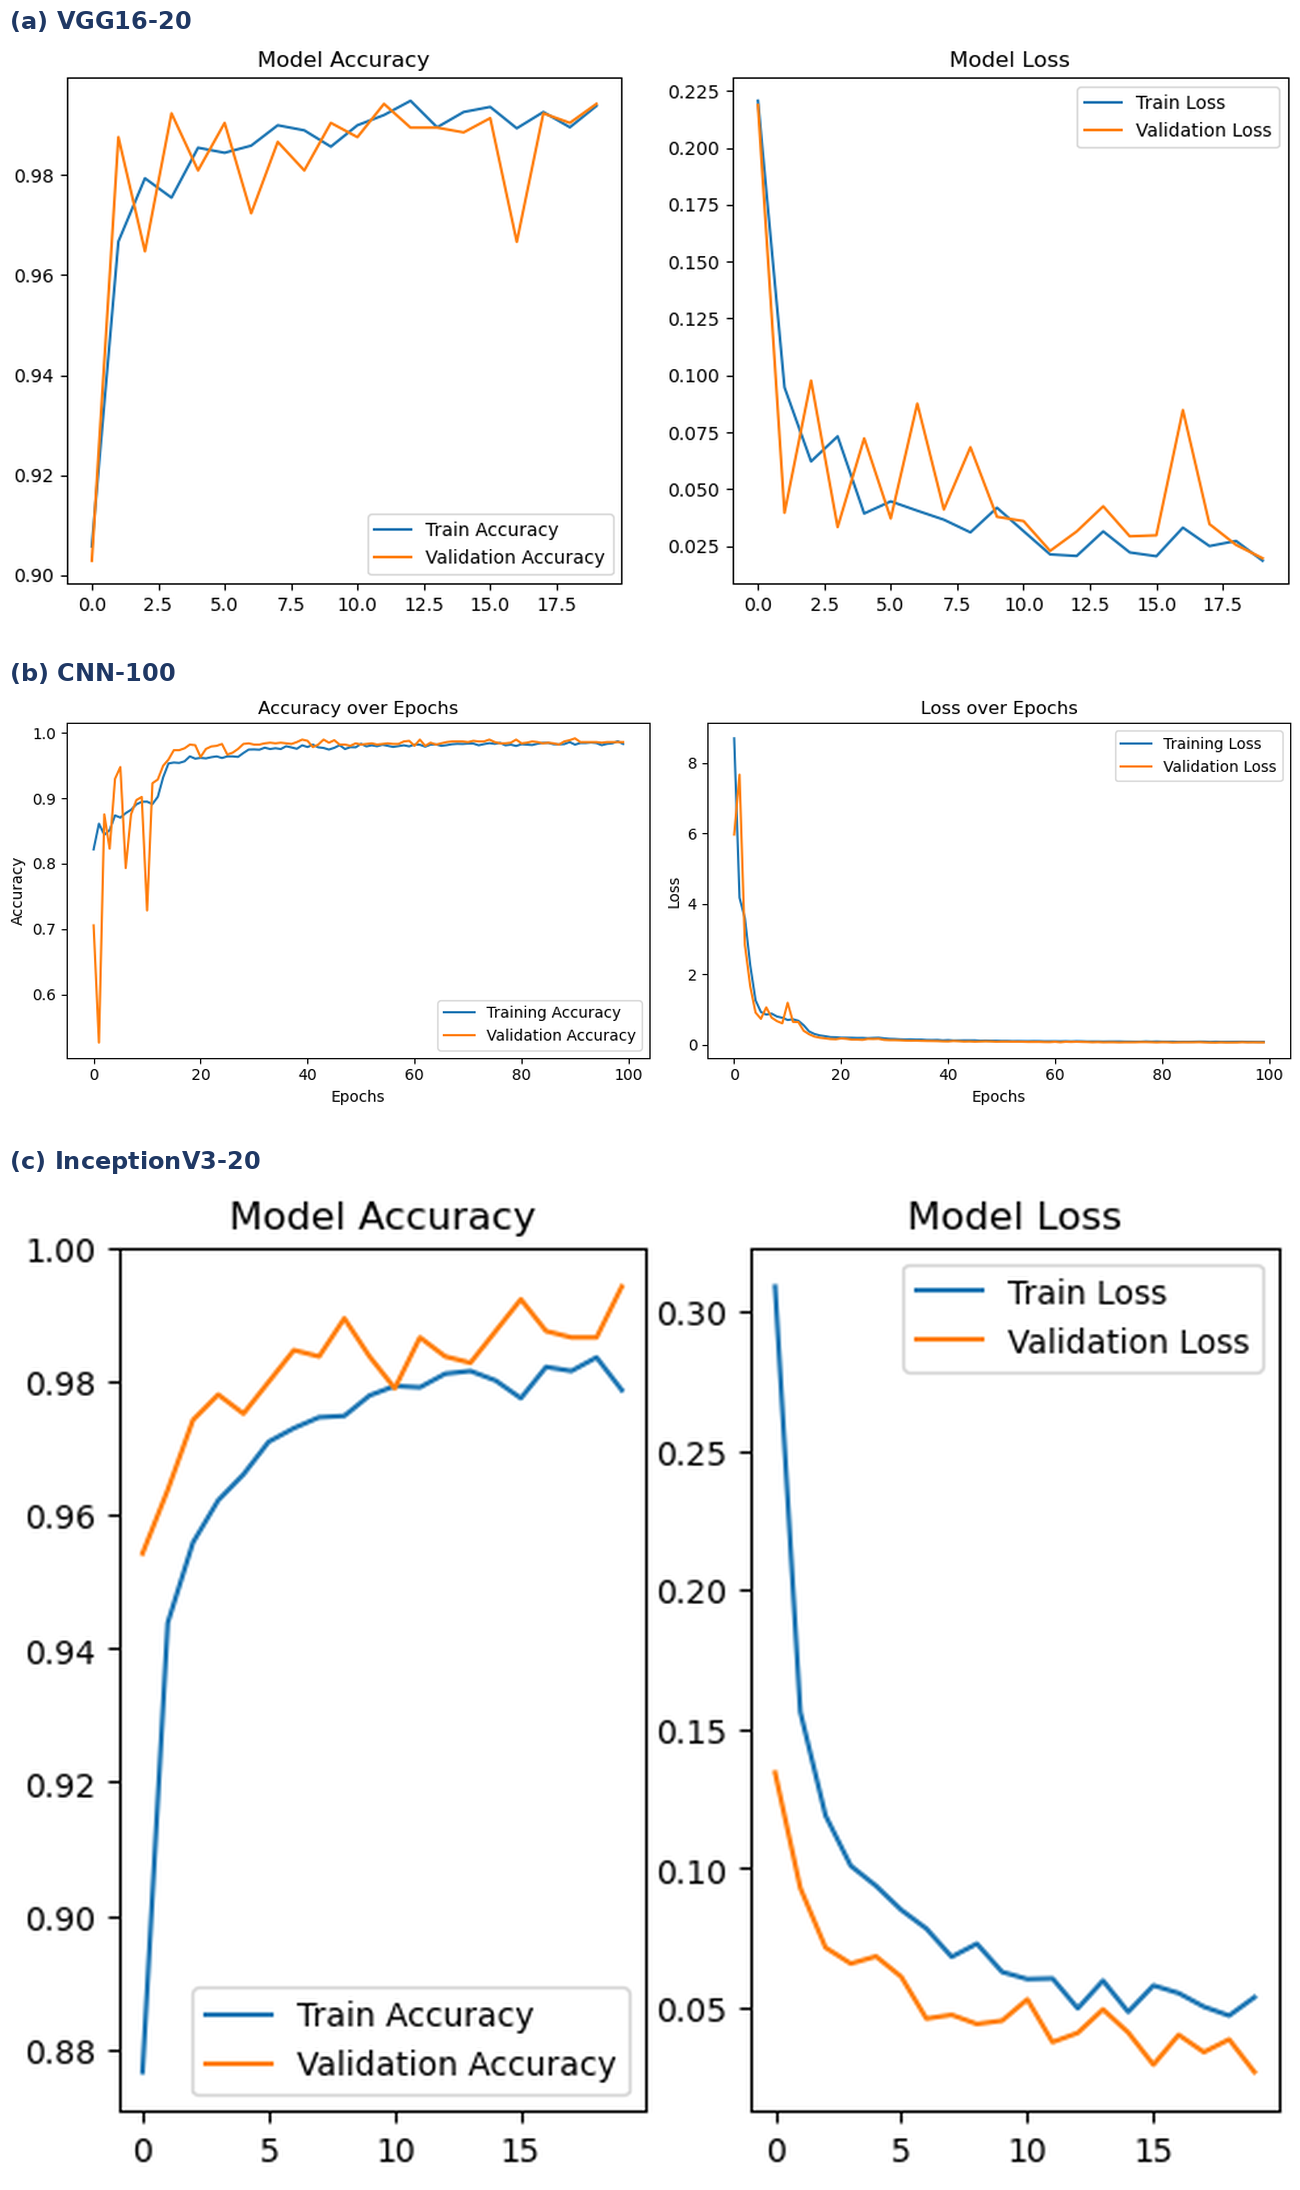 (a) VGG16-20
Model Accuracy
0.98
0.96
0.94
0.92
0.90
0.0 2.5 5.0 7.5 10.0 12.5 15.0 17.5
Train Accuracy
Validation Accuracy
Model Loss
0.225
0.200
0.175
0.150
0.125
0.100
0.075
0.050
0.025
0.0 2.5 5.0 7.5 10.0 12.5 15.0 17.5
Train Loss
Validation Loss
(b) CNN-100
Accuracy over Epochs
Accuracy
1.0
0.9
0.8
0.7
0.6
0 20 40 60 80 100
Epochs
Training Accuracy
Validation Accuracy
Loss over Epochs
Loss
8
6
4
2
0
0 20 40 60 80 100
Epochs
Training Loss
Validation Loss
(c) InceptionV3-20
Model Accuracy
1.00
0.98
0.96
0.94
0.92
0.90
0.88
0 5 10 15
Train Accuracy
Validation Accuracy
Model Loss
0.30
0.25
0.20
0.15
0.10
0.05
0 5 10 15
Train Loss
Validation Loss